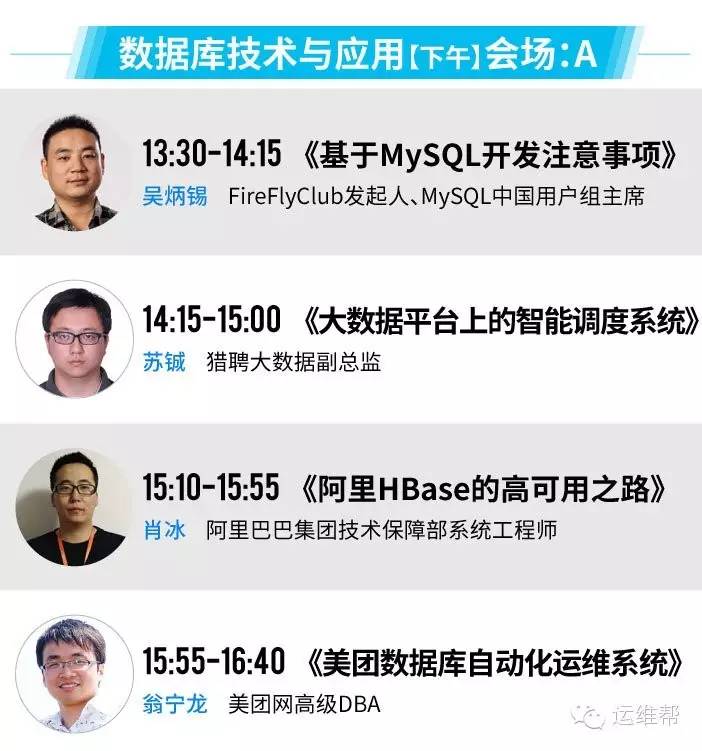 数据库技术与应用【下午】会场：A
13:30-14:15 《基于MySQL开发注意事项》
吴炳锡 FireFlyClub发起人、MySQL中国用户组主席
14:15-15:00 《大数据平台上的智能调度系统》
苏铖 猎聘大数据副总监
15:10-15:55 《阿里HBase的高可用之路》
肖冰 阿里巴巴集团技术保障部系统工程师
15:55-16:40 《美团数据库自动化运维系统》
翁宁龙 美团网高级DBA
运维帮